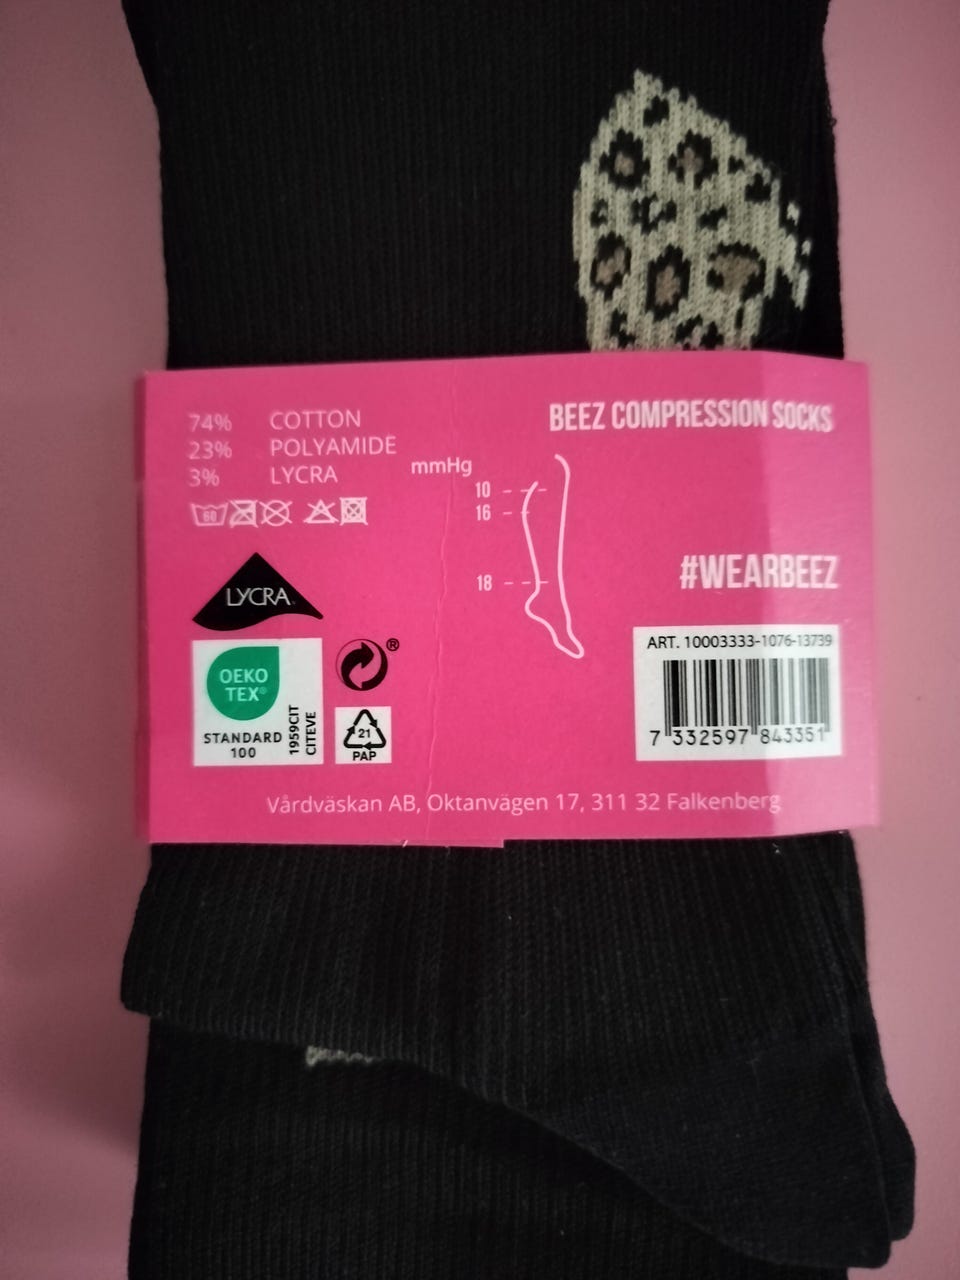 74% COTTON
23% POLYAMIDE
3% LYCRA
60
BEEZ COMPRESSION SOCKS
mmHg
10
16
18
#WEARBEEZ
LYCRA
OEKO
TEX®
STANDARD
100
1959CIT
CITEVE
®
21
PAP
ART. 10003333-1076-13739
7 332597 843351
Vårdväskan AB, Oktanvägen 17, 311 32 Falkenberg